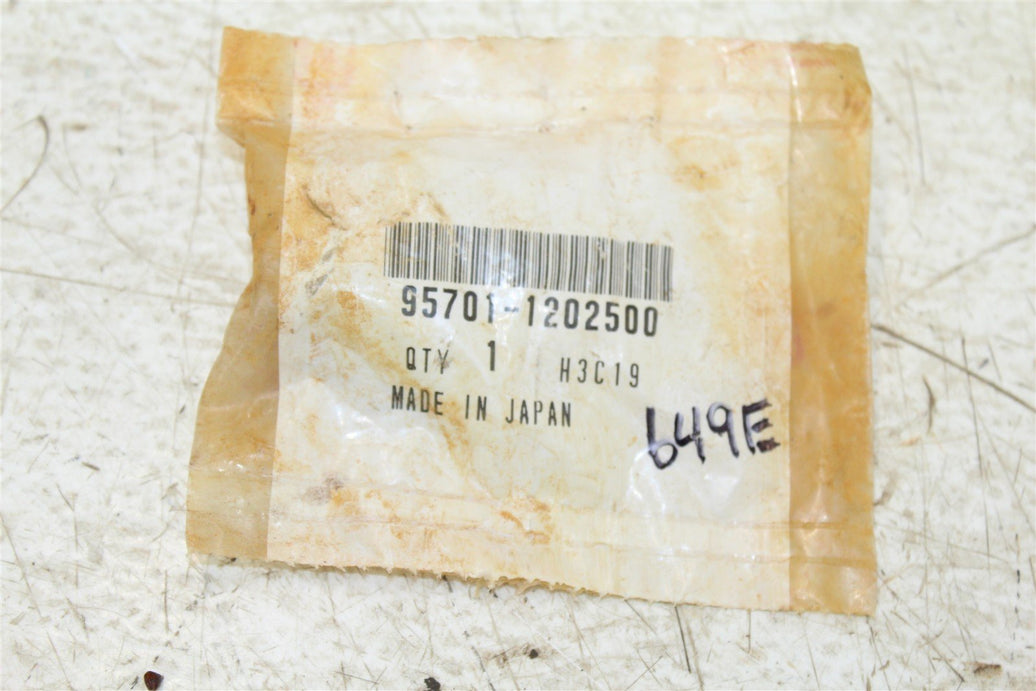 95701-1202500
QTY 1 H3C19
MADE IN JAPAN
649E